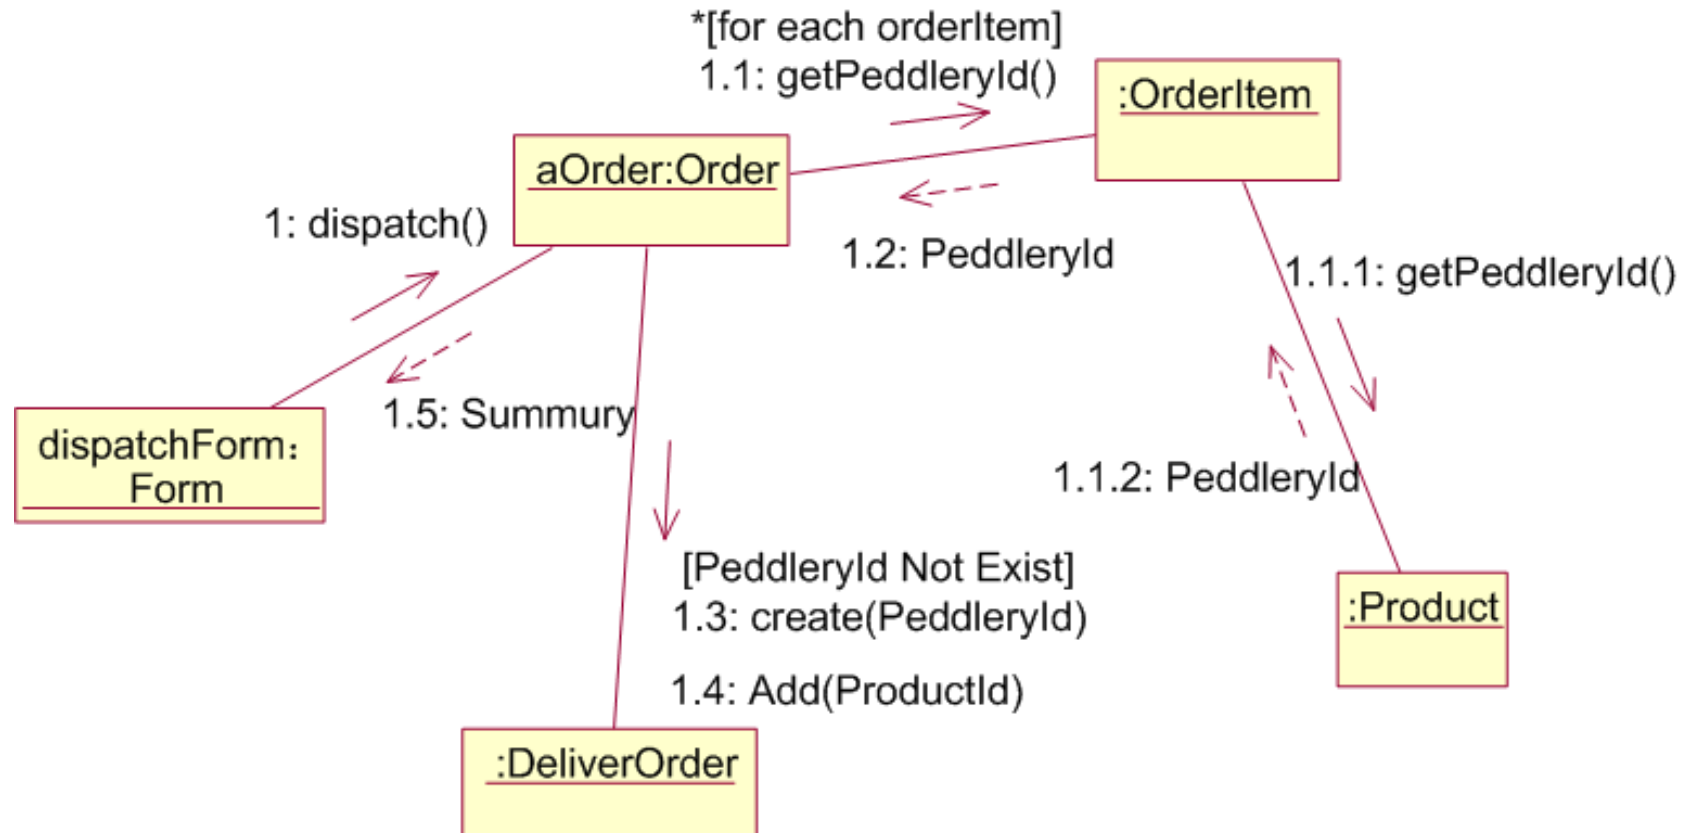 *[for each orderItem]
1.1: getPeddleryId()
:OrderItem
aOrder:Order
1: dispatch()
1.2: PeddleryId
1.1.1: getPeddleryId()
1.5: Summury
dispatchForm：
Form
1.1.2: PeddleryId
[PeddleryId Not Exist]
1.3: create(PeddleryId)
:Product
1.4: Add(ProductId)
:DeliverOrder